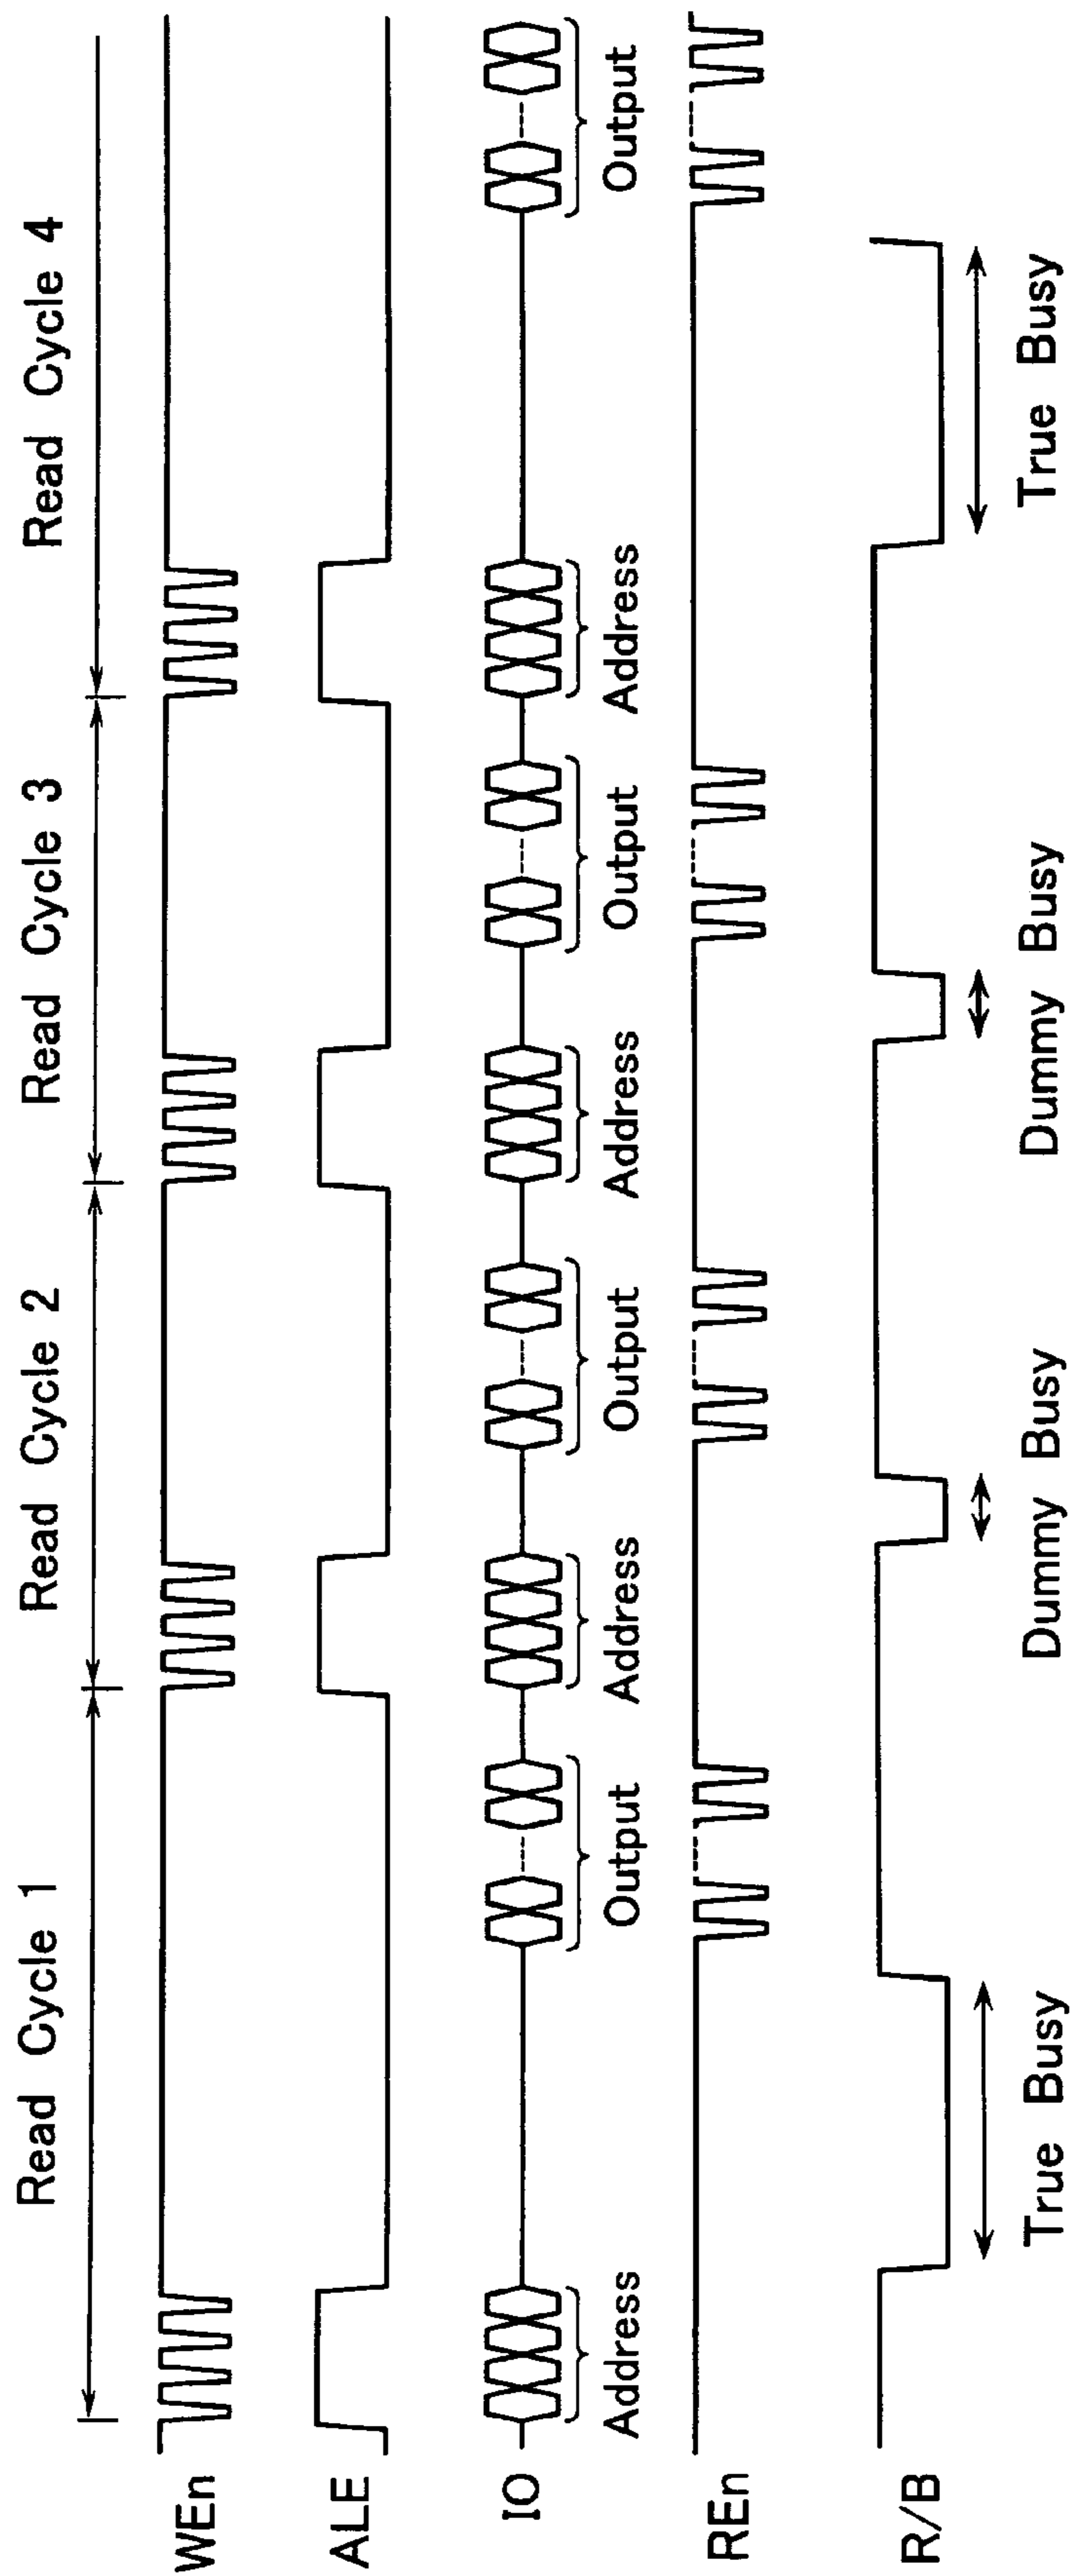 Read Cycle 1
Read Cycle 2
Read Cycle 3
Read Cycle 4
WEn
ALE
IO
Address
Output
Address
Output
Address
Output
Address
Output
REn
R/B
True Busy
Dummy Busy
Dummy Busy
True Busy